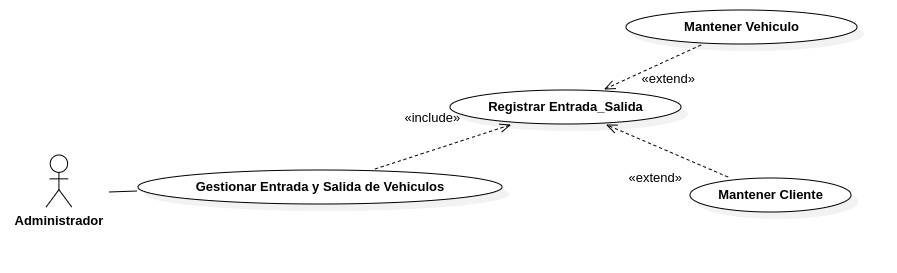 Mantener Vehiculo
«extend»
Registrar Entrada_Salida
«include»
«extend»
Gestionar Entrada y Salida de Vehiculos
Mantener Cliente
Administrador